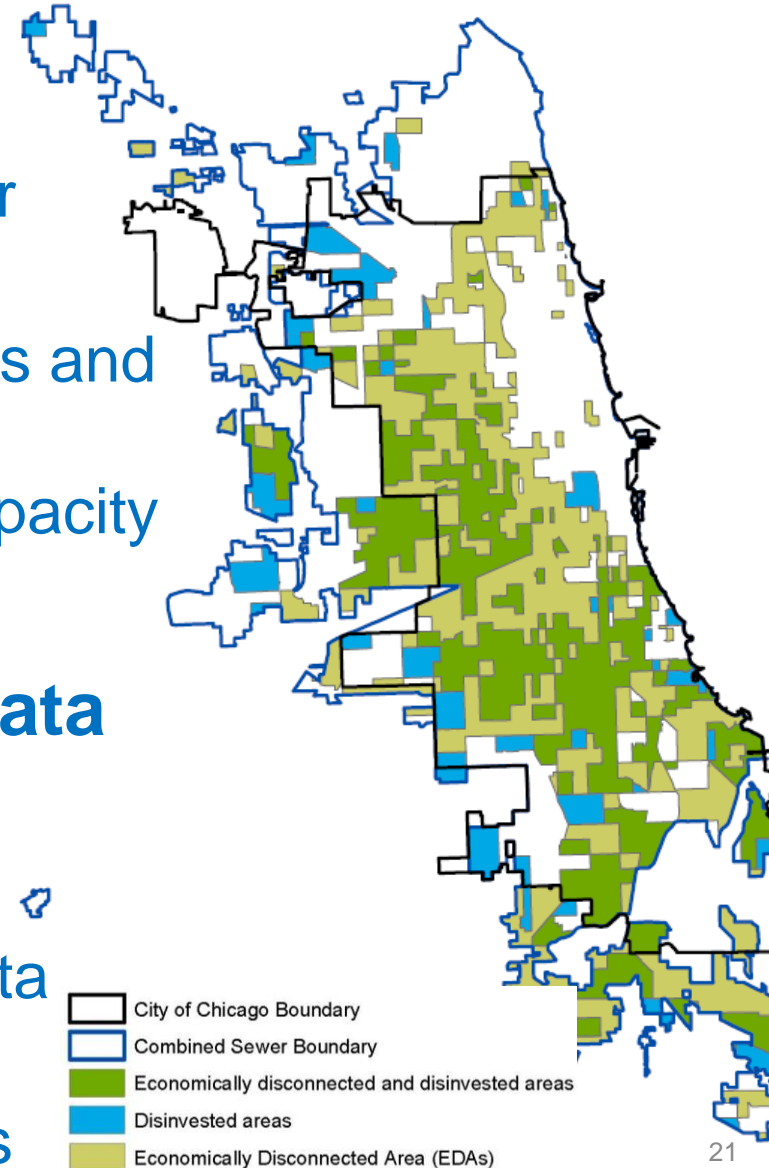 r
s and
pacity
ata
ta
s
City of Chicago Boundary
Combined Sewer Boundary
Economically disconnected and disinvested areas
Disinvested areas
Economically Disconnected Area (EDAs)
21